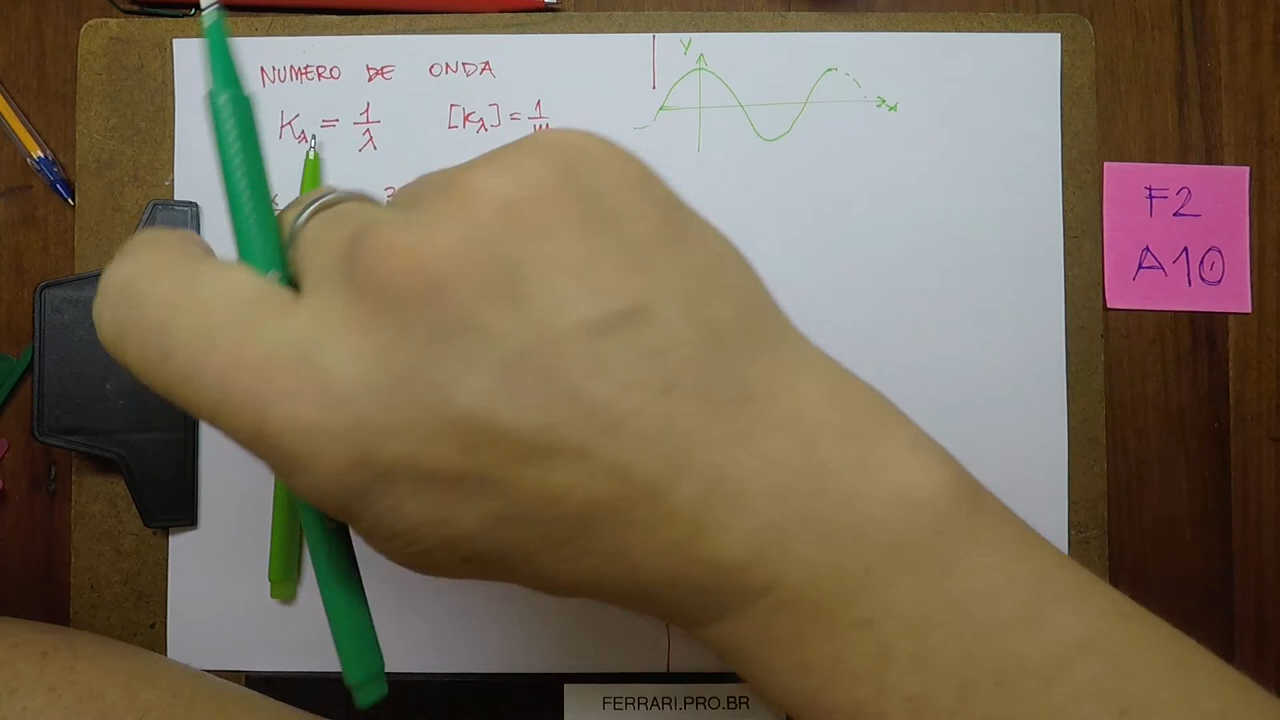 NUMERO DE ONDA
Kλ = 1/λ [Kλ] = 1/m
Y
x
F2
A10
FERRARI.PRO.BR